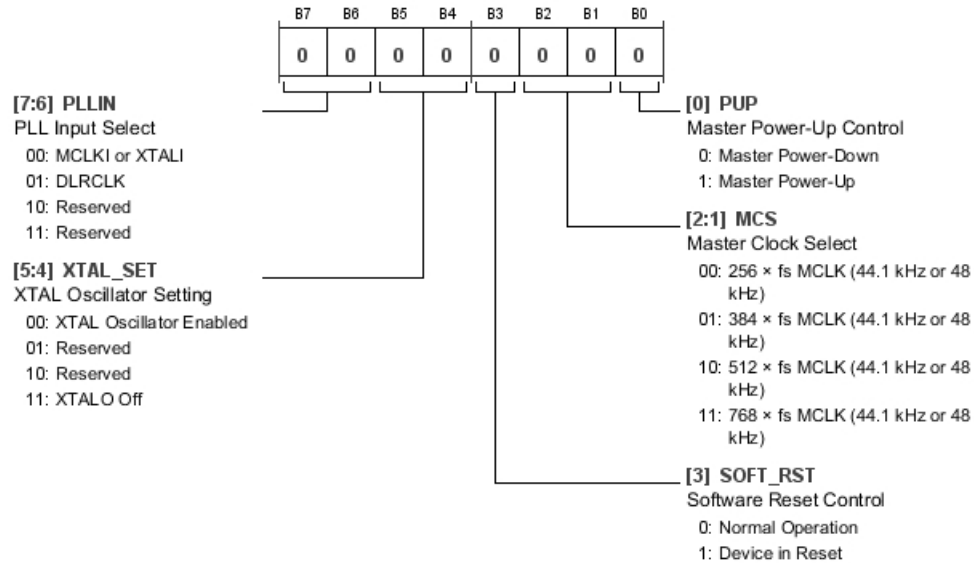 B7 B6 B5 B4 B3 B2 B1 B0
0 0 0 0 0 0 0 0
[7:6] PLLIN
PLL Input Select
00: MCLKI or XTALI
01: DLRCLK
10: Reserved
11: Reserved
[5:4] XTAL_SET
XTAL Oscillator Setting
00: XTAL Oscillator Enabled
01: Reserved
10: Reserved
11: XTALO Off
[0] PUP
Master Power-Up Control
0: Master Power-Down
1: Master Power-Up
[2:1] MCS
Master Clock Select
00: 256 × fs MCLK (44.1 kHz or 48
kHz)
01: 384 × fs MCLK (44.1 kHz or 48
kHz)
10: 512 × fs MCLK (44.1 kHz or 48
kHz)
11: 768 × fs MCLK (44.1 kHz or 48
kHz)
[3] SOFT_RST
Software Reset Control
0: Normal Operation
1: Device in Reset